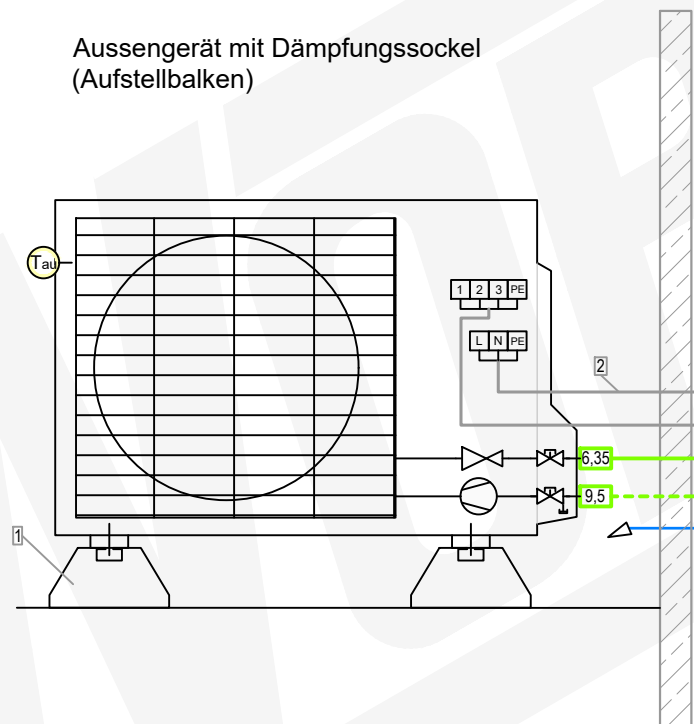 Aussengerät mit Dämpfungssockel
(Aufstellbalken)
Tau
1 2 3 PE
L N PE
2
6,35
9,5
1